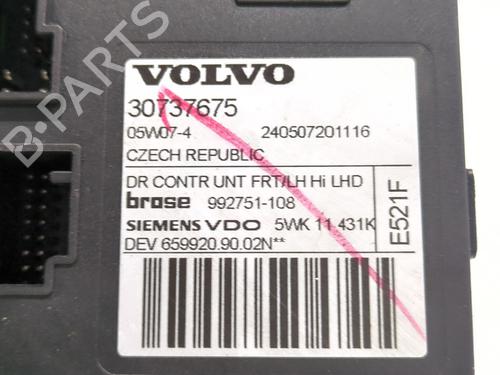 VOLVO
30737675
05W07-4 240507201116
CZECH REPUBLIC
DR CONTR UNT FRT/LH Hi LHD
brose 992751-108
SIEMENS VDO 5WK 11 431K
DEV 659920.90.02N**
E521F
B-PARTS